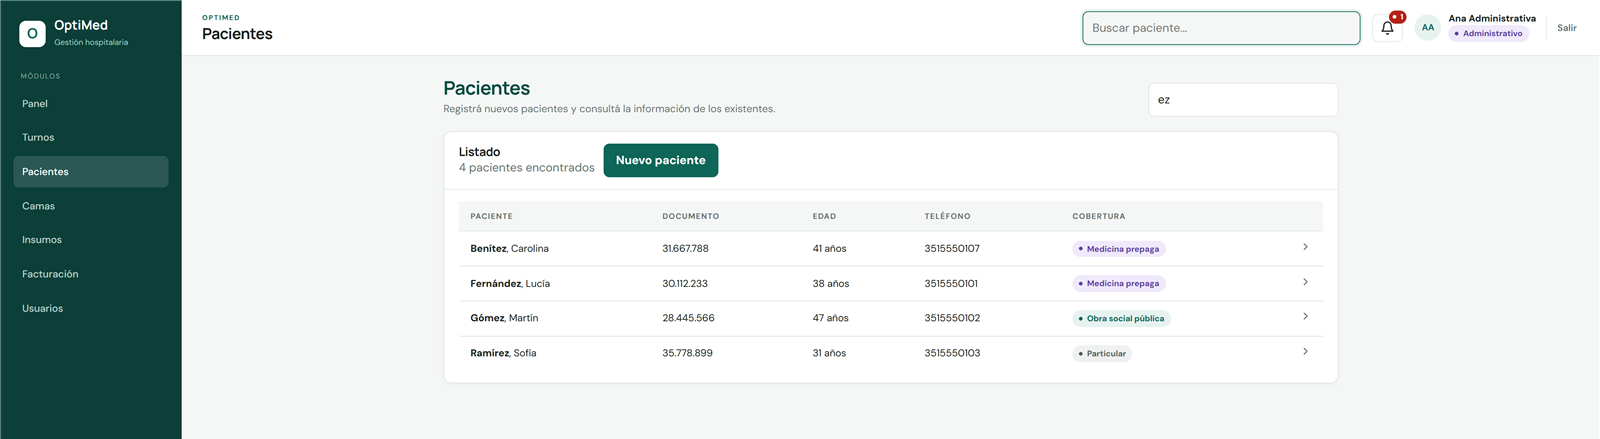 O
OptiMed
Gestión hospitalaria
MÓDULOS
Panel
Turnos
Pacientes
Camas
Insumos
Facturación
Usuarios
OPTIMED
Pacientes
Buscar paciente...
1
AA
Ana Administrativa
Administrativo
Salir
Pacientes
Registrá nuevos pacientes y consultá la información de los existentes.
ez
Listado
4 pacientes encontrados
Nuevo paciente
PACIENTE DOCUMENTO EDAD TELÉFONO COBERTURA
Benítez, Carolina 31.667.788 41 años 3515550107 Medicina prepaga
Fernández, Lucía 30.112.233 38 años 3515550101 Medicina prepaga
Gómez, Martín 28.445.566 47 años 3515550102 Obra social pública
Ramírez, Sofía 35.778.899 31 años 3515550103 Particular